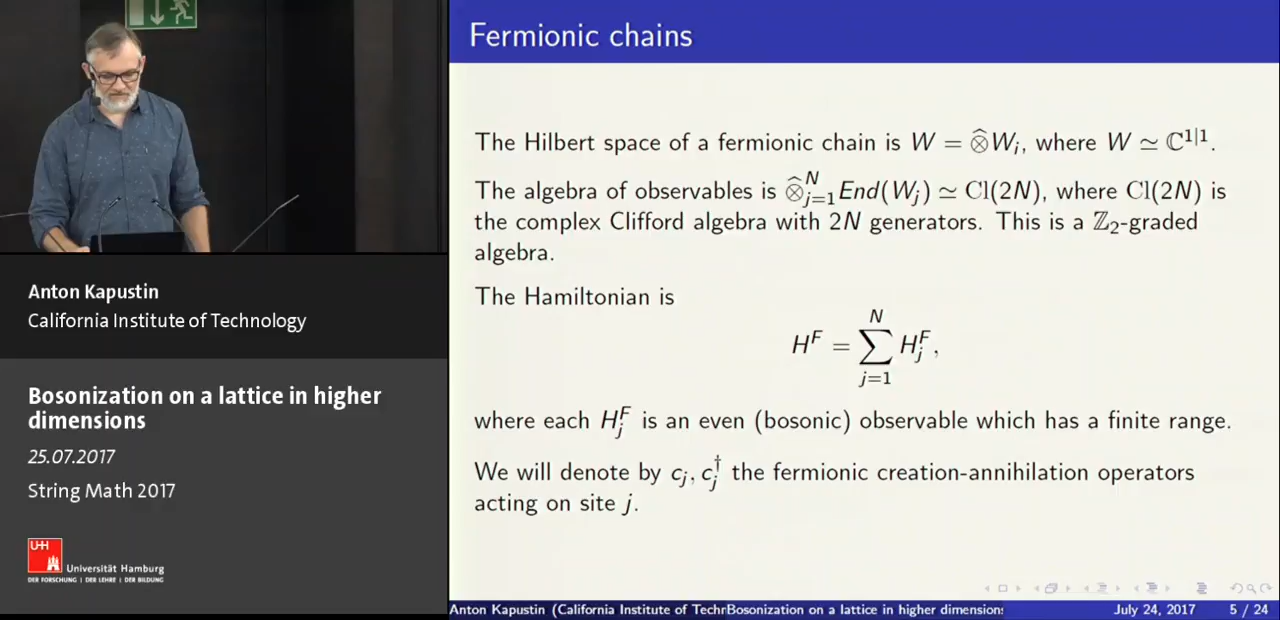 Fermionic chains
The Hilbert space of a fermionic chain is W = ⊗̂W_i, where W ≃ ℂ^{1|1}.
The algebra of observables is ⊗̂_{j=1}^N End(W_j) ≃ Cl(2N), where Cl(2N) is
the complex Clifford algebra with 2N generators. This is a ℤ_2-graded
algebra.
The Hamiltonian is
H^F = ∑_{j=1}^N H_j^F,
where each H_j^F is an even (bosonic) observable which has a finite range.
We will denote by c_j, c_j^† the fermionic creation-annihilation operators
acting on site j.
Anton Kapustin (California Institute of TechrBosonization on a lattice in higher dimension:
July 24, 2017
5 / 24
Anton Kapustin
California Institute of Technology
Bosonization on a lattice in higher
dimensions
25.07.2017
String Math 2017
UH
Universität Hamburg
DER FORSCHUNG | DER LEHRE | DER BILDUNG